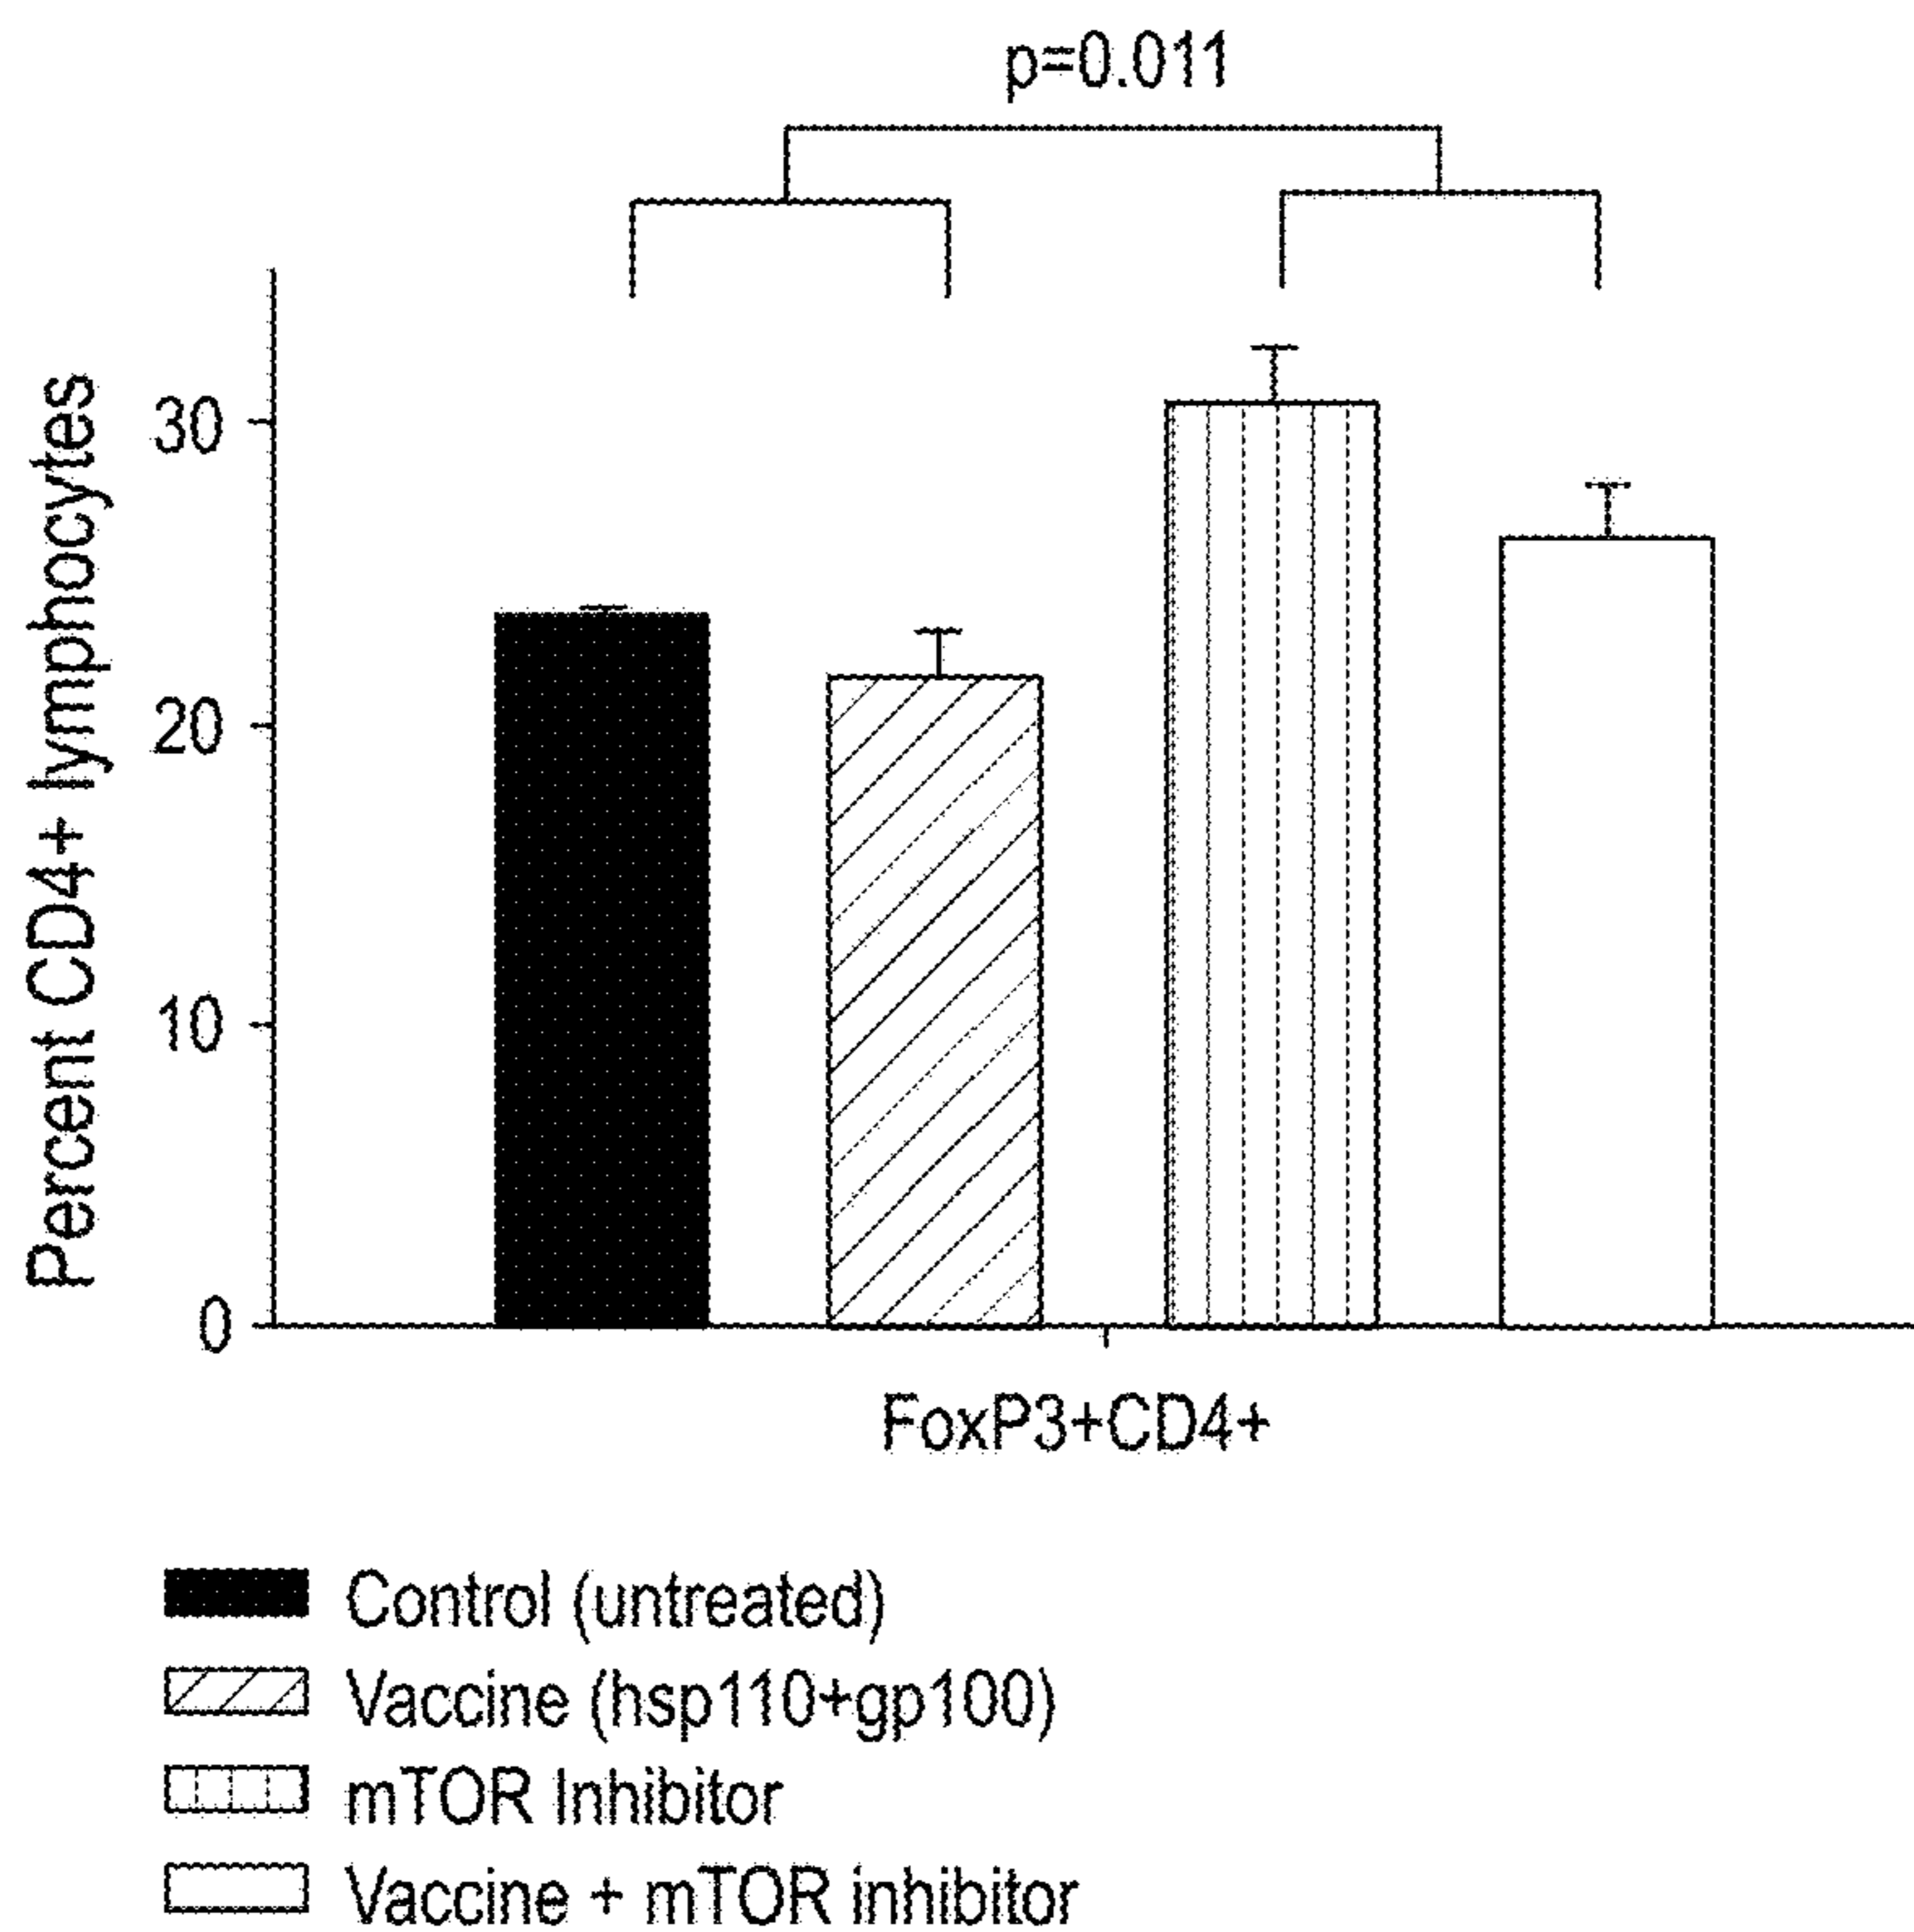 p=0.011
Percent CD4+ lymphocytes
30
20
10
0
FoxP3+CD4+
Control (untreated)
Vaccine (hsp110+gp100)
mTOR Inhibitor
Vaccine + mTOR inhibitor